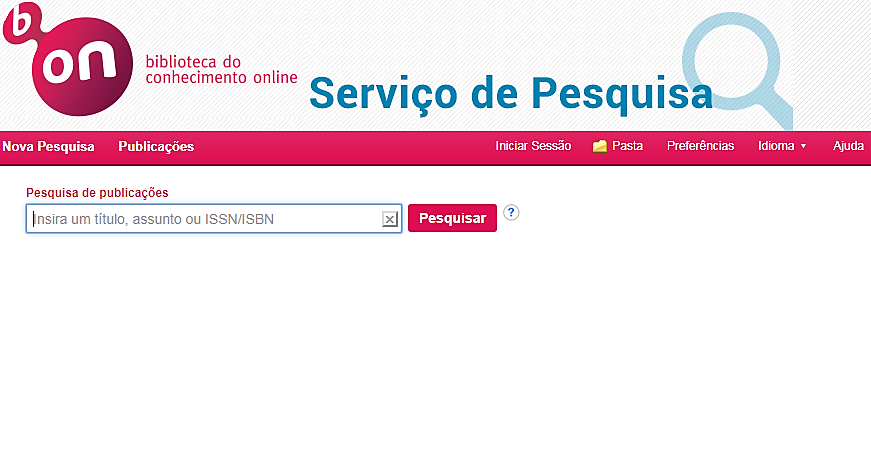 b
on
biblioteca do
conhecimento online
Serviço de Pesquisa
Nova Pesquisa Publicações Iniciar Sessão Pasta Preferências Idioma Ajuda
Pesquisa de publicações
Insira um título, assunto ou ISSN/ISBN Pesquisar ?